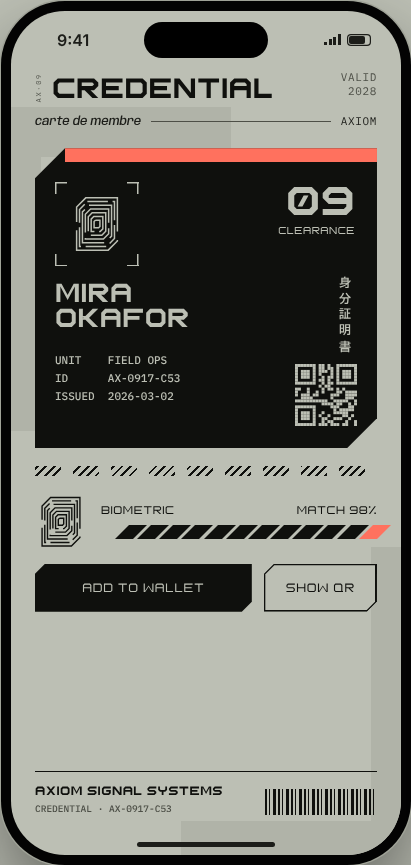 9:41
AX-09
CREDENTIAL
VALID
2028
carte de membre
AXIOM
09
CLEARANCE
MIRA
OKAFOR
身分証明書
UNIT FIELD OPS
ID AX-0917-C53
ISSUED 2026-03-02
BIOMETRIC
MATCH 98%
ADD TO WALLET
SHOW QR
AXIOM SIGNAL SYSTEMS
CREDENTIAL · AX-0917-C53